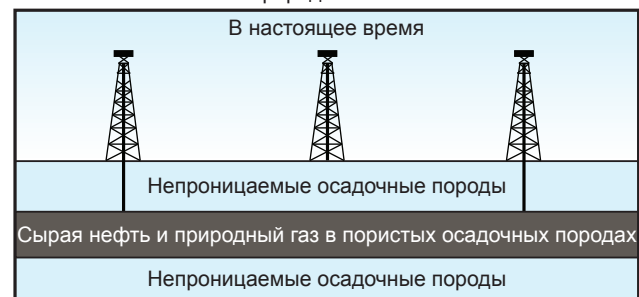 В настоящее время
Непроницаемые осадочные породы
Сырая нефть и природный газ в пористых осадочных породах
Непроницаемые осадочные породы